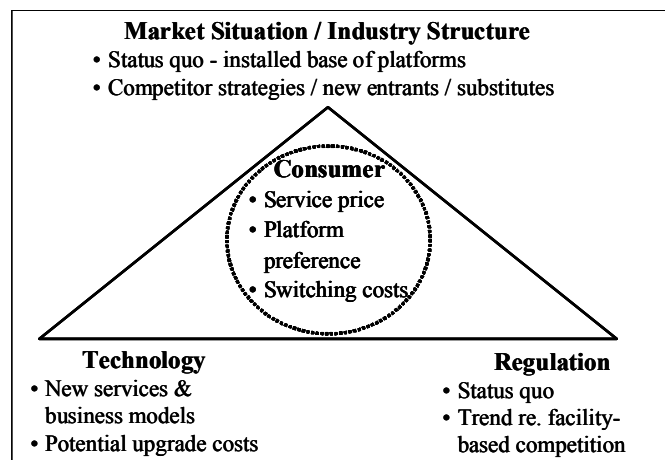 Market Situation / Industry Structure
• Status quo - installed base of platforms
• Competitor strategies / new entrants / substitutes
Consumer
• Service price
• Platform
preference
• Switching costs
Technology
• New services &
business models
• Potential upgrade costs
Regulation
• Status quo
• Trend re. facility-
based competition